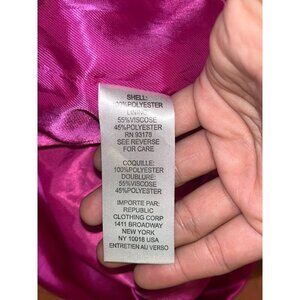 SHELL:
100%POLYESTER
LINING:
55%VISCOSE
45%POLYESTER
RN 93178
SEE REVERSE
FOR CARE
COQUILLE:
100%POLYESTER
DOUBLURE:
55%VISCOSE
45%POLYESTER
IMPORTE PAR:
REPUBLIC
CLOTHING CORP
1411 BROADWAY
NEW YORK
NY 10018 USA
ENTRETIEN AU VERSO